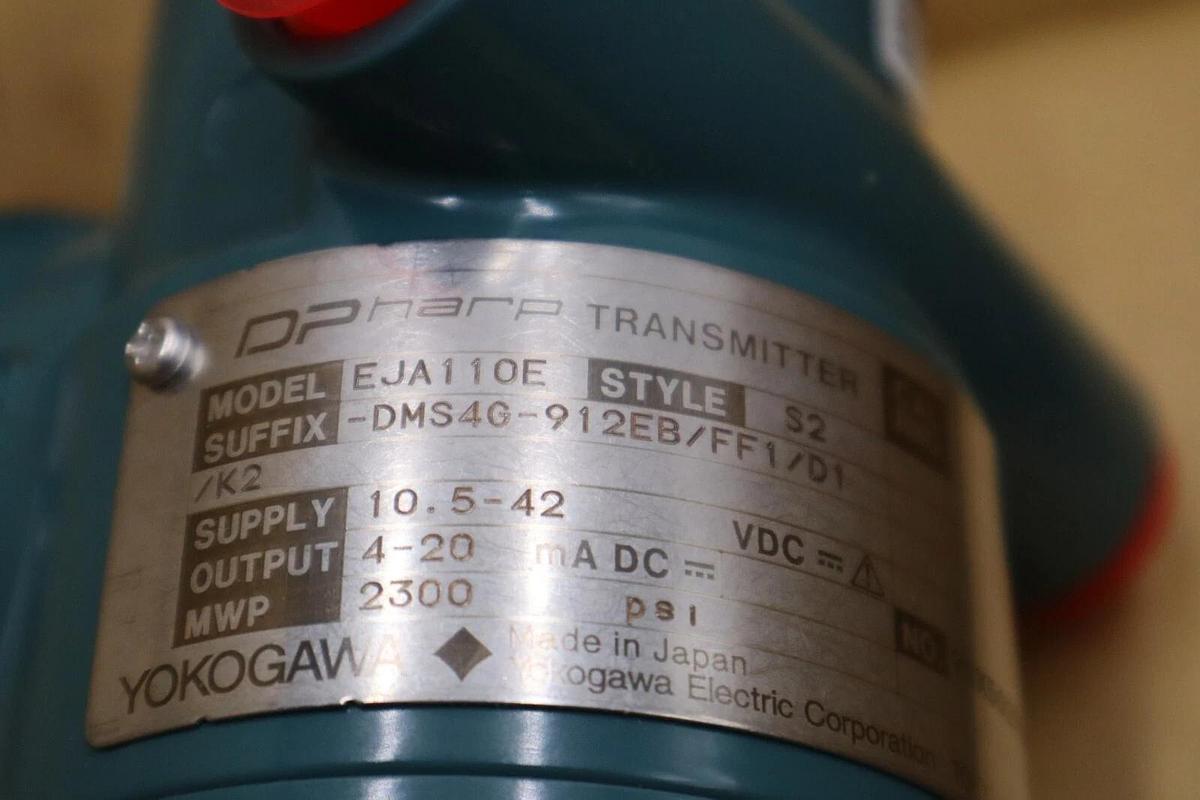 DPharp TRANSMITTER
MODEL EJA110E STYLE S2
SUFFIX -DMS4G-912EB/FF1/D1
/K2
SUPPLY 10.5-42 VDC ⎓ ⚠
OUTPUT 4-20 mA DC ⎓
MWP 2300 psi NO.
YOKOGAWA ◆ Made in Japan
Yokogawa Electric Corporation